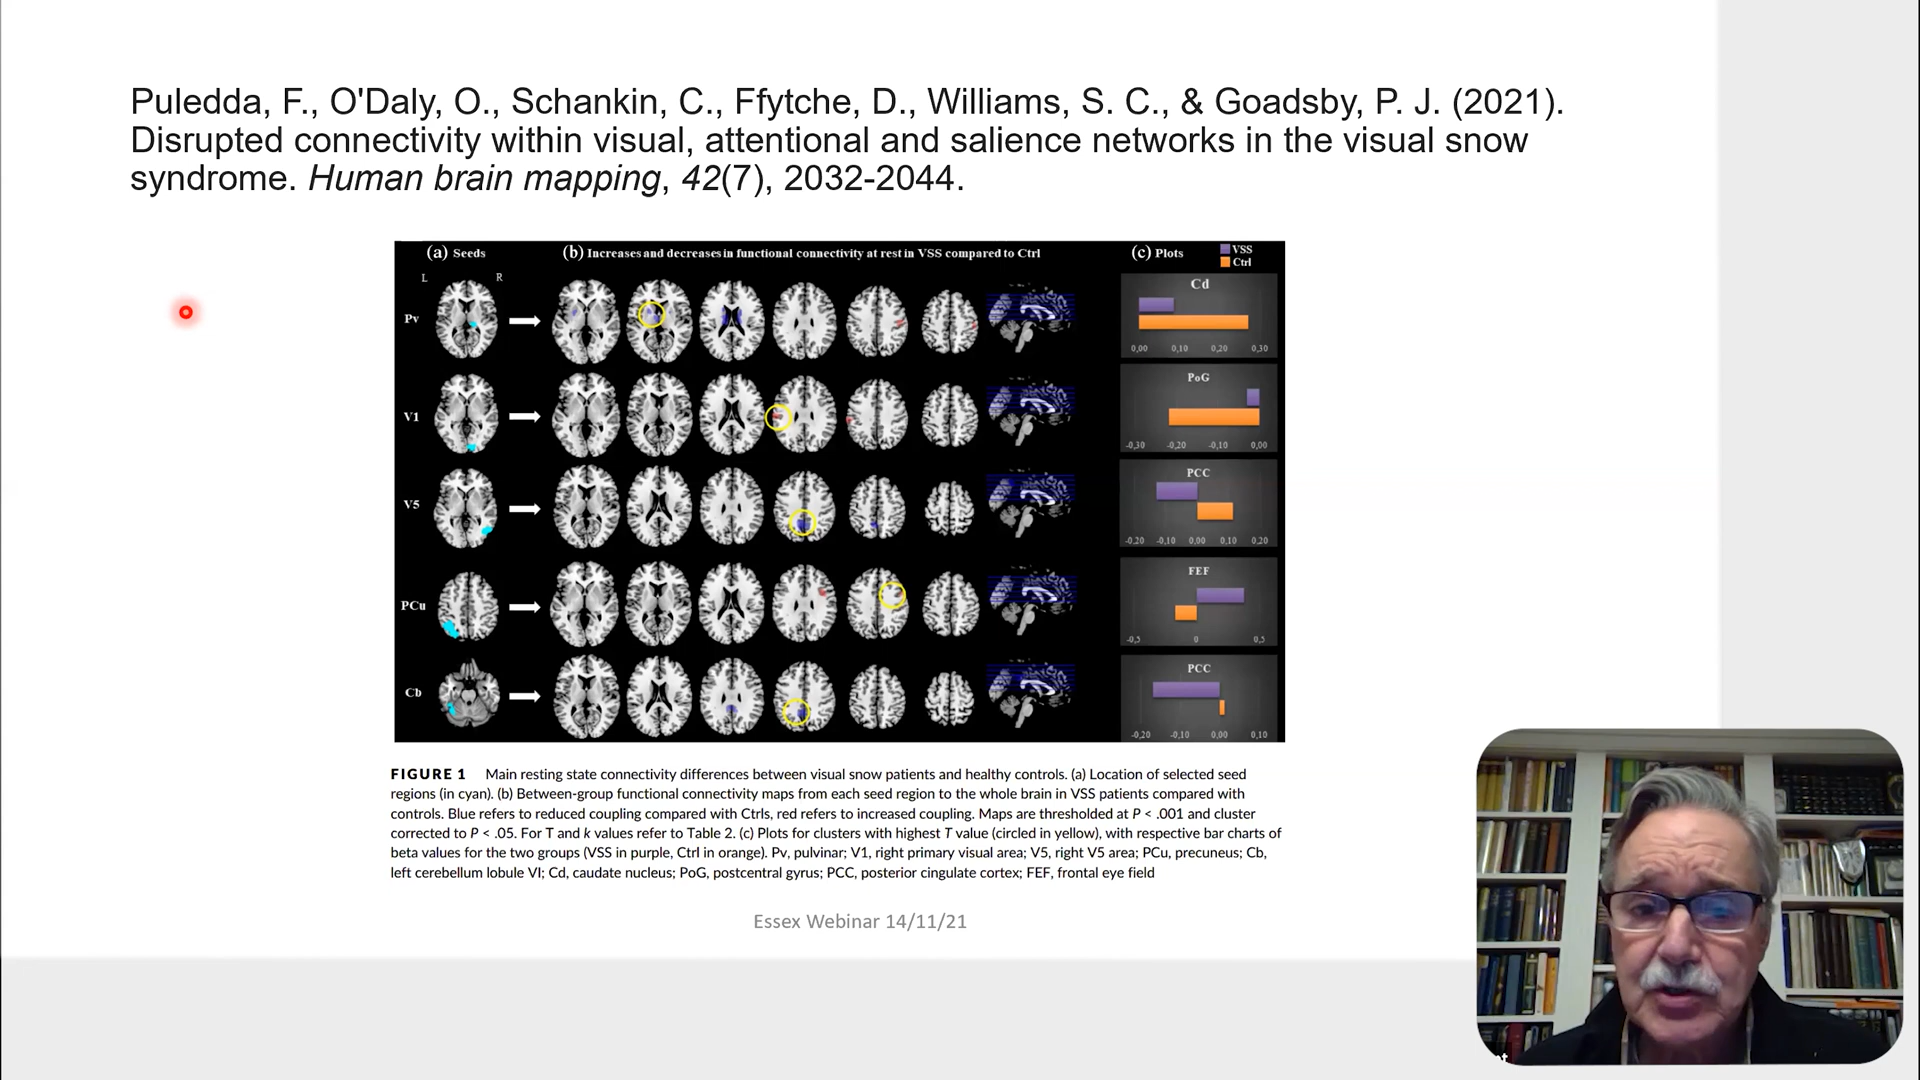 Puledda, F., O'Daly, O., Schankin, C., Ffytche, D., Williams, S. C., & Goadsby, P. J. (2021).
Disrupted connectivity within visual, attentional and salience networks in the visual snow
syndrome. Human brain mapping, 42(7), 2032-2044.
(a) Seeds
(b) Increases and decreases in functional connectivity at rest in VSS compared to Ctrl
(c) Plots
VSS
Ctrl
L R
Pv
Cd
0,00 0,10 0,20 0,30
V1
PoG
-0,30 -0,20 -0,10 0,00
V5
PCC
-0,20 -0,10 0,00 0,10 0,20
PCu
FEF
-0,5 0 0,5
Cb
PCC
-0,20 -0,10 0,00 0,10
FIGURE 1 Main resting state connectivity differences between visual snow patients and healthy controls. (a) Location of selected seed
regions (in cyan). (b) Between-group functional connectivity maps from each seed region to the whole brain in VSS patients compared with
controls. Blue refers to reduced coupling compared with Ctrls, red refers to increased coupling. Maps are thresholded at P < .001 and cluster
corrected to P < .05. For T and k values refer to Table 2. (c) Plots for clusters with highest T value (circled in yellow), with respective bar charts of
beta values for the two groups (VSS in purple, Ctrl in orange). Pv, pulvinar; V1, right primary visual area; V5, right V5 area; PCu, precuneus; Cb,
left cerebellum lobule VI; Cd, caudate nucleus; PoG, postcentral gyrus; PCC, posterior cingulate cortex; FEF, frontal eye field
Essex Webinar 14/11/21